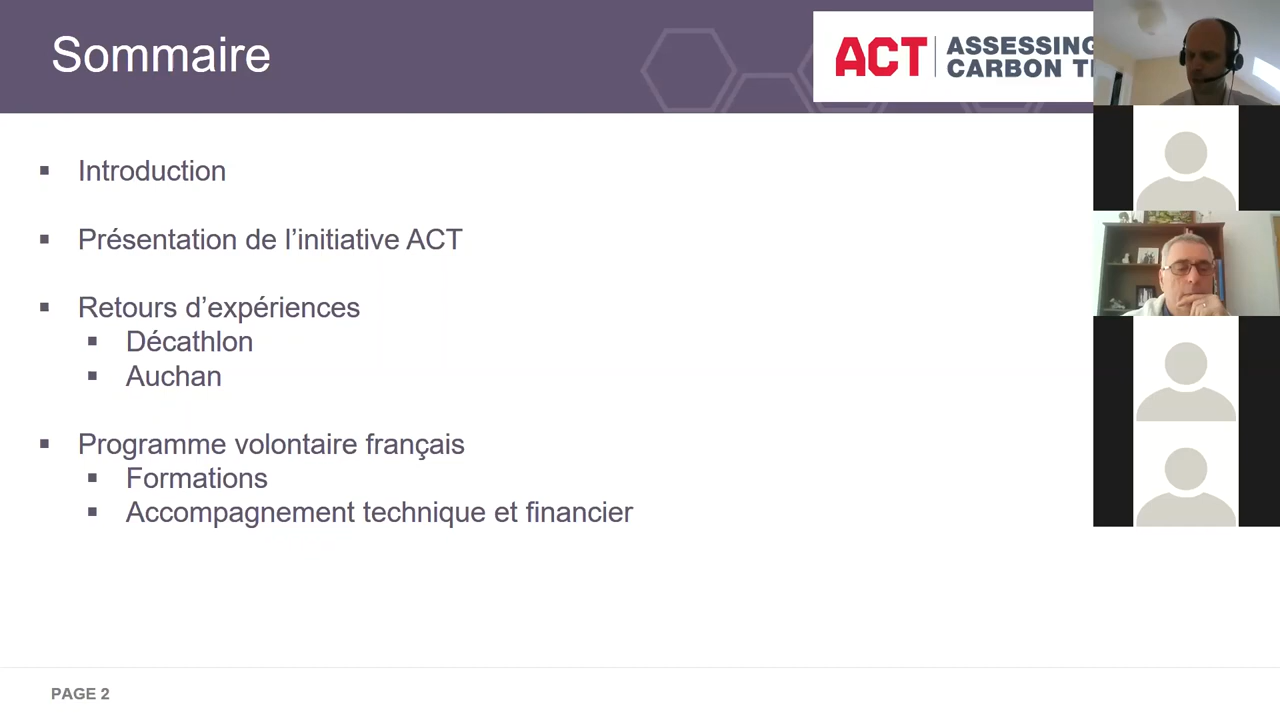 Sommaire
ACT ASSESSING
CARBON
Introduction
Présentation de l’initiative ACT
Retours d’expériences
Décathlon
Auchan
Programme volontaire français
Formations
Accompagnement technique et financier
PAGE 2